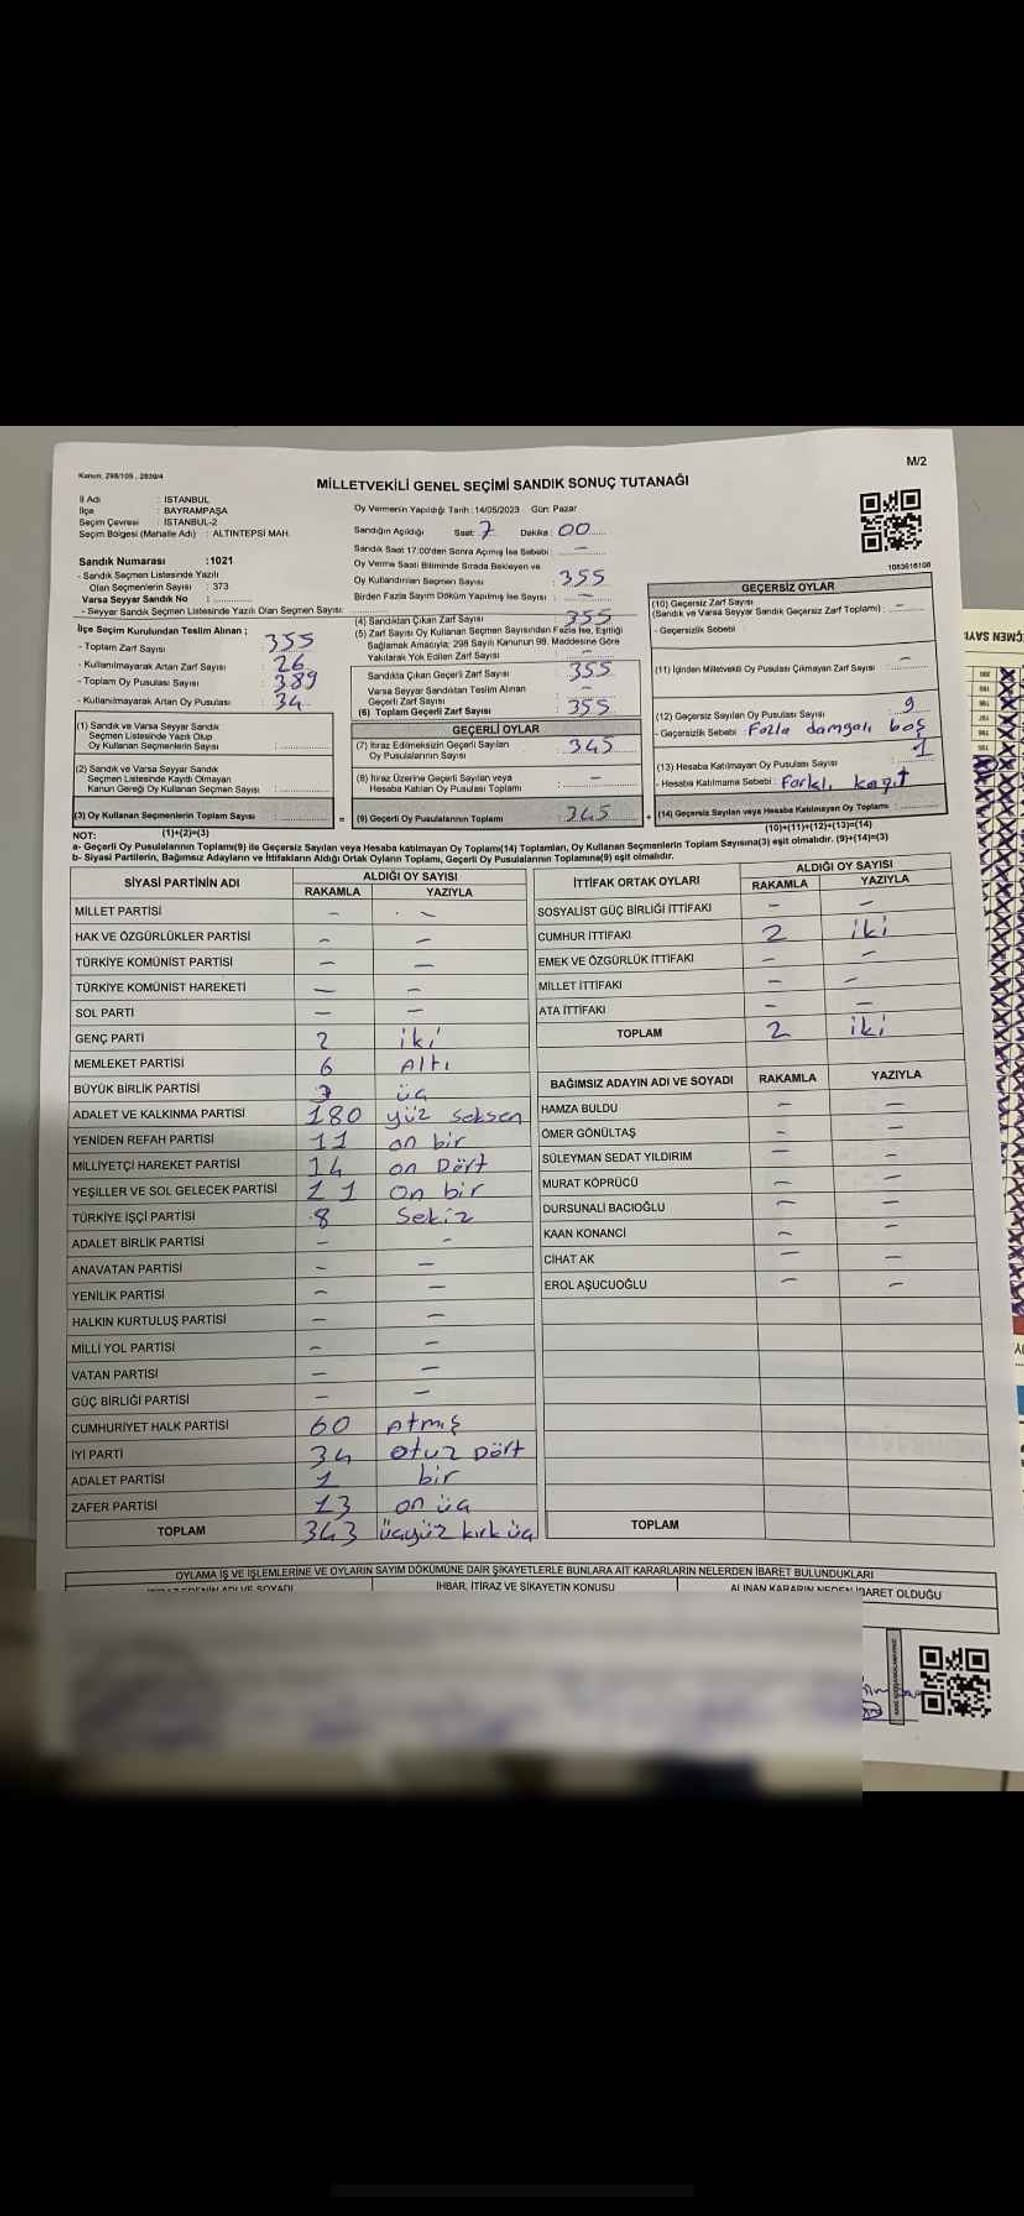 M/2
Kanun: 298/105 , 2839/4
MİLLETVEKİLİ GENEL SEÇİMİ SANDIK SONUÇ TUTANAĞI
İl Adı : İSTANBUL
İlçe : BAYRAMPAŞA
Seçim Çevresi : İSTANBUL-2
Seçim Bölgesi (Mahalle Adı) : ALTINTEPSİ MAH.
Oy Vermenin Yapıldığı Tarih :14/05/2023 Gün: Pazar
Sandığın Açıldığı Saat: 7 Dakika: 00
Sandık Saat 17:00'den Sonra Açılmış İse Sebebi : –
Oy Verme Saati Bitiminde Sırada Bekleyen ve
Oy Kullandırılan Seçmen Sayısı : 355
Birden Fazla Sayım Döküm Yapılmış İse Sayısı : –
1083616108
Sandık Numarası :1021
- Sandık Seçmen Listesinde Yazılı
Olan Seçmenlerin Sayısı : 373
Varsa Seyyar Sandık No :
- Seyyar Sandık Seçmen Listesinde Yazılı Olan Seçmen Sayısı:
İlçe Seçim Kurulundan Teslim Alınan ;
- Toplam Zarf Sayısı : 355
- Kullanılmayarak Artan Zarf Sayısı : 26
- Toplam Oy Pusulası Sayısı : 389
- Kullanılmayarak Artan Oy Pusulası : 34
(1) Sandık ve Varsa Seyyar Sandık
Seçmen Listesinde Yazılı Olup
Oy Kullanan Seçmenlerin Sayısı :
(2) Sandık ve Varsa Seyyar Sandık
Seçmen Listesinde Kayıtlı Olmayan
Kanun Gereği Oy Kullanan Seçmen Sayısı :
(3) Oy Kullanan Seçmenlerin Toplam Sayısı :
(1)+(2)=(3)
(4) Sandıktan Çıkan Zarf Sayısı : 355
(5) Zarf Sayısı Oy Kullanan Seçmen Sayısından Fazla İse, Eşitliği
Sağlamak Amacıyla, 298 Sayılı Kanunun 98. Maddesine Göre
Yakılarak Yok Edilen Zarf Sayısı : –
Sandıkta Çıkan Geçerli Zarf Sayısı : 355
Varsa Seyyar Sandıktan Teslim Alınan
Geçerli Zarf Sayısı : –
(6) Toplam Geçerli Zarf Sayısı : 355
GEÇERLİ OYLAR
(7) İtiraz Edilmeksizin Geçerli Sayılan
Oy Pusulalarının Sayısı : 345
(8) İtiraz Üzerine Geçerli Sayılan veya
Hesaba Katılan Oy Pusulası Toplamı : –
= (9) Geçerli Oy Pusulalarının Toplamı : 345
GEÇERSİZ OYLAR
(10) Geçersiz Zarf Sayısı
(Sandık ve Varsa Seyyar Sandık Geçersiz Zarf Toplamı) : –
- Geçersizlik Sebebi
(11) İçinden Milletvekili Oy Pusulası Çıkmayan Zarf Sayısı : –
(12) Geçersiz Sayılan Oy Pusulası Sayısı : 9
- Geçersizlik Sebebi : Fazla damgalı boş
(13) Hesaba Katılmayan Oy Pusulası Sayısı : 1
- Hesaba Katılmama Sebebi : Farklı kagıt
+ (14) Geçersiz Sayılan veya Hesaba Katılmayan Oy Toplamı :
(10)+(11)+(12)+(13)=(14)
NOT:
a- Geçerli Oy Pusulalarının Toplamı(9) ile Geçersiz Sayılan veya Hesaba katılmayan Oy Toplamı(14) Toplamları, Oy Kullanan Seçmenlerin Toplam Sayısına(3) eşit olmalıdır. (9)+(14)=(3)
b- Siyasi Partilerin, Bağımsız Adayların ve İttifakların Aldığı Ortak Oyların Toplamı, Geçerli Oy Pusulalarının Toplamına(9) eşit olmalıdır.
SİYASİ PARTİNİN ADI ALDIĞI OY SAYISI
RAKAMLA YAZIYLA
MİLLET PARTİSİ – –
HAK VE ÖZGÜRLÜKLER PARTİSİ – –
TÜRKİYE KOMÜNİST PARTİSİ – –
TÜRKİYE KOMÜNİST HAREKETİ – –
SOL PARTİ – –
GENÇ PARTİ 2 iki
MEMLEKET PARTİSİ 6 Altı
BÜYÜK BİRLİK PARTİSİ 3 üç
ADALET VE KALKINMA PARTİSİ 180 yüz seksen
YENİDEN REFAH PARTİSİ 11 on bir
MİLLİYETÇİ HAREKET PARTİSİ 14 on Dört
YEŞİLLER VE SOL GELECEK PARTİSİ 11 on bir
TÜRKİYE İŞÇİ PARTİSİ 8 Sekiz
ADALET BİRLİK PARTİSİ – –
ANAVATAN PARTİSİ – –
YENİLİK PARTİSİ – –
HALKIN KURTULUŞ PARTİSİ – –
MİLLİ YOL PARTİSİ – –
VATAN PARTİSİ – –
GÜÇ BİRLİĞİ PARTİSİ – –
CUMHURİYET HALK PARTİSİ 60 Atmış
İYİ PARTİ 34 otuz Dört
ADALET PARTİSİ 1 bir
ZAFER PARTİSİ 13 on üç
TOPLAM 343 üçyüz kırk üç
İTTİFAK ORTAK OYLARI ALDIĞI OY SAYISI
RAKAMLA YAZIYLA
SOSYALİST GÜÇ BİRLİĞİ İTTİFAKI – –
CUMHUR İTTİFAKI 2 iki
EMEK VE ÖZGÜRLÜK İTTİFAKI – –
MİLLET İTTİFAKI – –
ATA İTTİFAKI – –
TOPLAM 2 iki
BAĞIMSIZ ADAYIN ADI VE SOYADI RAKAMLA YAZIYLA
HAMZA BULDU – –
ÖMER GÖNÜLTAŞ – –
SÜLEYMAN SEDAT YILDIRIM – –
MURAT KÖPRÜCÜ – –
DURSUNALİ BACIOĞLU – –
KAAN KONANCİ – –
CİHAT AK – –
EROL AŞUCUOĞLU – –
TOPLAM
OYLAMA İŞ VE İŞLEMLERİNE VE OYLARIN SAYIM DÖKÜMÜNE DAİR ŞİKAYETLERLE BUNLARA AİT KARARLARIN NELERDEN İBARET BULUNDUKLARI
İHBAR, İTİRAZ VE ŞİKAYETİN KONUSU
ALINAN KARARIN NEDEN İBARET OLDUĞU